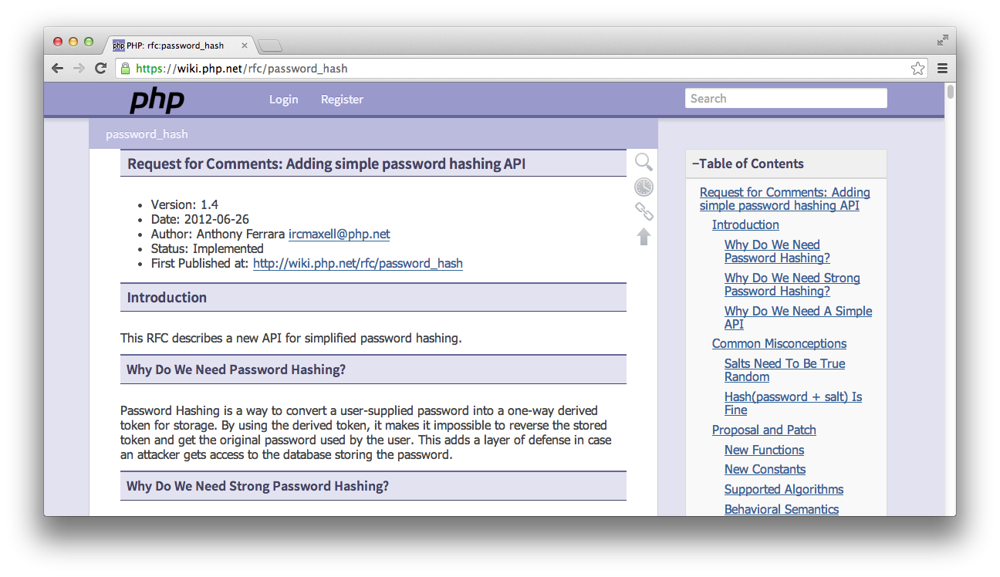 php PHP: rfc:password_hash
https://wiki.php.net/rfc/password_hash
php Login Register Search
password_hash
Request for Comments: Adding simple password hashing API
• Version: 1.4
• Date: 2012-06-26
• Author: Anthony Ferrara ircmaxell@php.net
• Status: Implemented
• First Published at: http://wiki.php.net/rfc/password_hash
Introduction
This RFC describes a new API for simplified password hashing.
Why Do We Need Password Hashing?
Password Hashing is a way to convert a user-supplied password into a one-way derived
token for storage. By using the derived token, it makes it impossible to reverse the stored
token and get the original password used by the user. This adds a layer of defense in case
an attacker gets access to the database storing the password.
Why Do We Need Strong Password Hashing?
−Table of Contents
Request for Comments: Adding
simple password hashing API
Introduction
Why Do We Need
Password Hashing?
Why Do We Need Strong
Password Hashing?
Why Do We Need A Simple
API
Common Misconceptions
Salts Need To Be True
Random
Hash(password + salt) Is
Fine
Proposal and Patch
New Functions
New Constants
Supported Algorithms
Behavioral Semantics